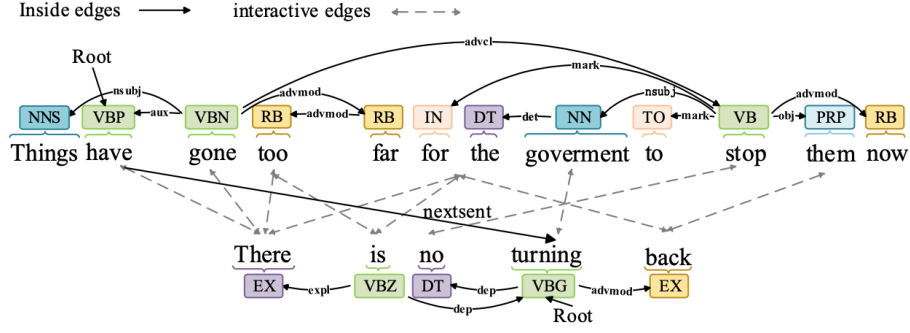 Inside edges interactive edges
advcl
mark
Root
nsubj advmod nsubj advmod
NNS VBP aux VBN RB advmod RB IN DT det NN TO mark VB obj PRP RB
Things have gone too far for the goverment to stop them now
nextsent
There is no turning back
EX expl VBZ DT dep VBG advmod EX
dep
Root